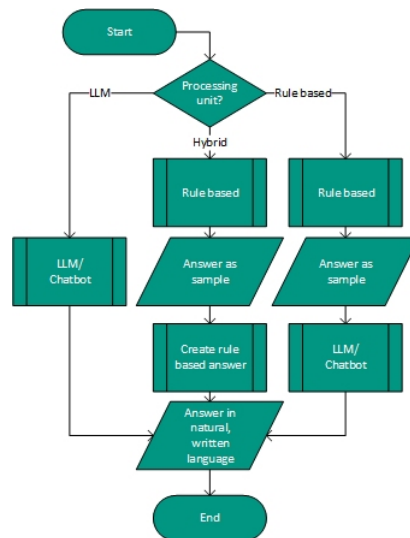 Start
Processing
unit?
LLM
Rule based
Hybrid
Rule based
Rule based
LLM/
Chatbot
Answer as
sample
Answer as
sample
Create rule
based answer
LLM/
Chatbot
Answer in
natural,
written
language
End